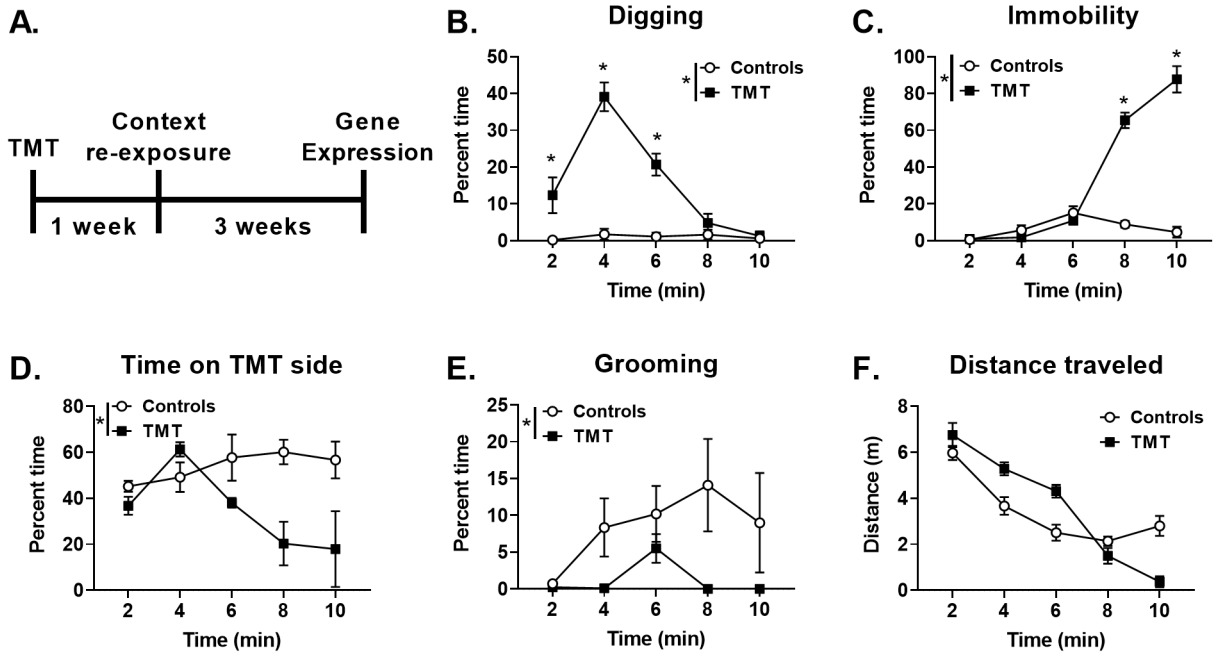 A.
TMT
Context
re-exposure
Gene
Expression
1 week
3 weeks
B.
Digging
Percent time
50
40
30
20
10
0
* Controls
TMT
*
*
*
2 4 6 8 10
Time (min)
C.
Immobility
Percent time
100
80
60
40
20
0
* Controls
TMT
*
*
2 4 6 8 10
Time (min)
D.
Time on TMT side
Percent time
80
60
40
20
0
* Controls
TMT
2 4 6 8 10
Time (min)
E.
Grooming
Percent time
25
20
15
10
5
0
* Controls
TMT
2 4 6 8 10
Time (min)
F.
Distance traveled
Distance (m)
8
6
4
2
0
Controls
TMT
2 4 6 8 10
Time (min)